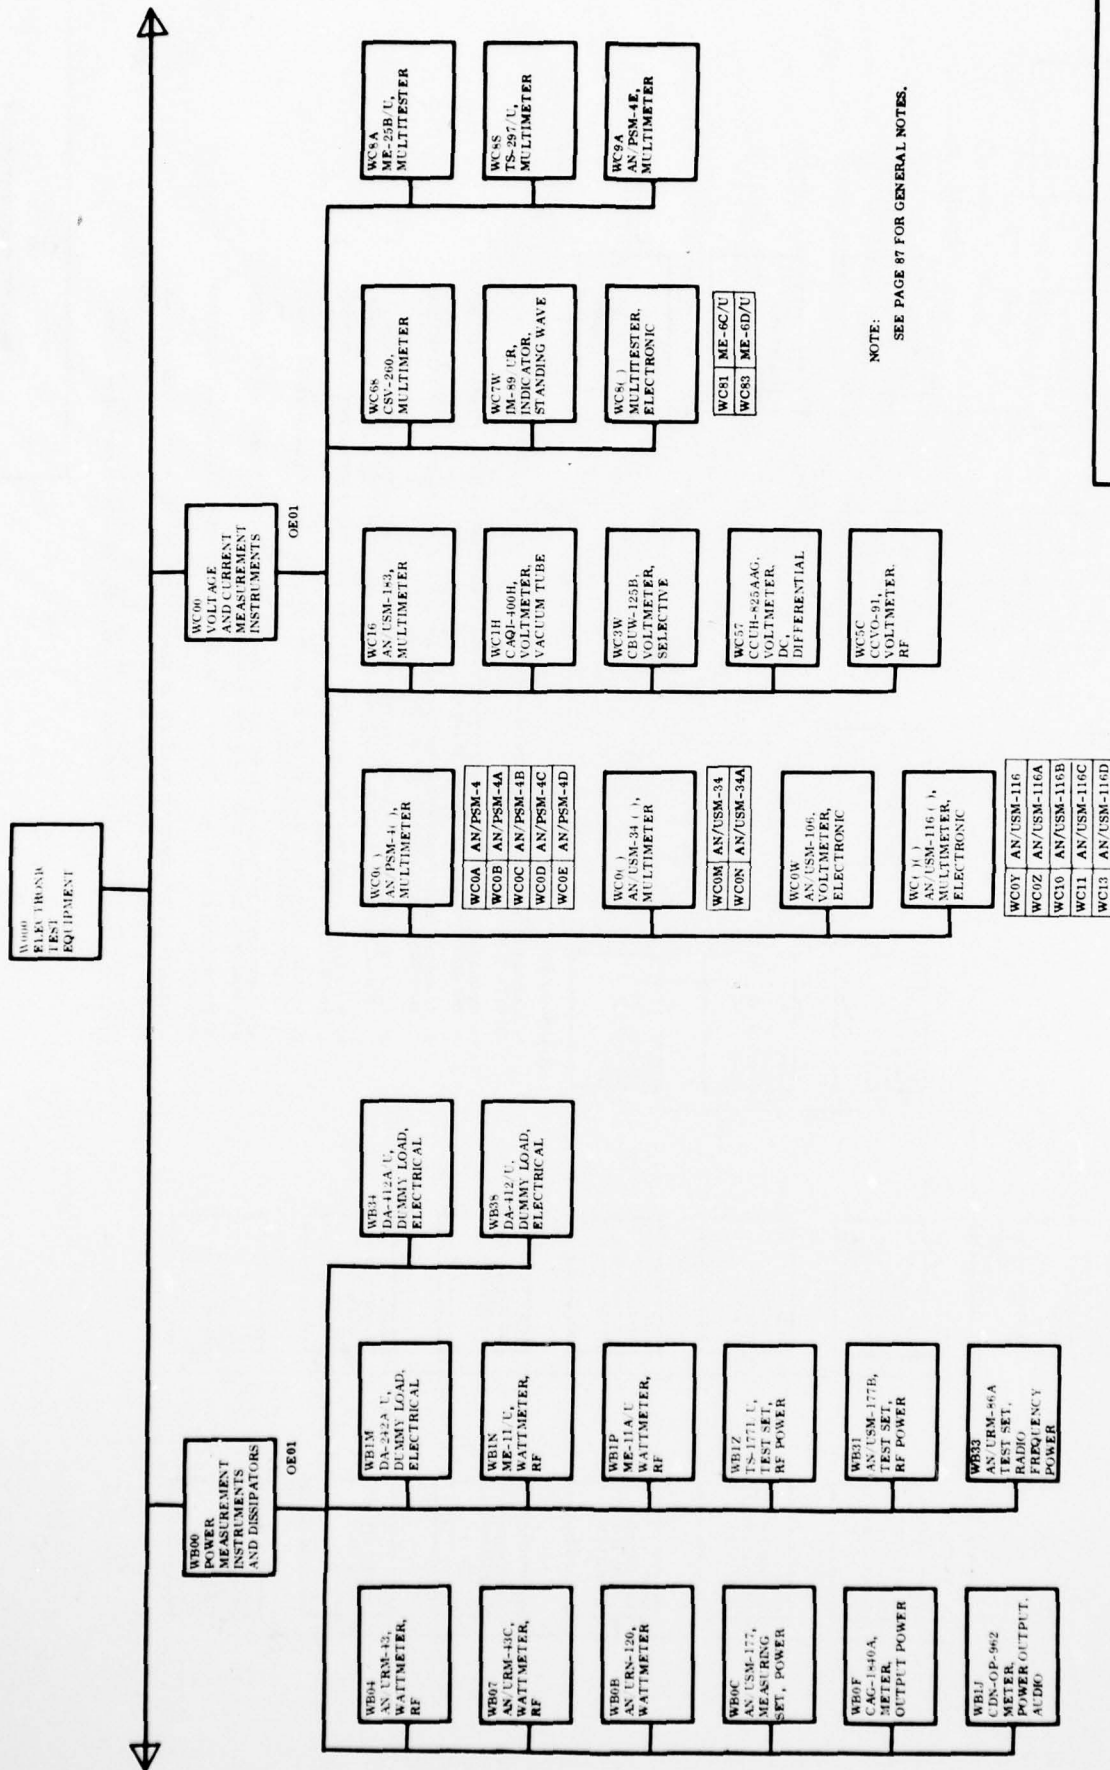 W000
ELECTRONIC
TEST
EQUIPMENT
WB00
POWER
MEASUREMENT
INSTRUMENTS
AND DISSIPATORS
OE01
WB04
AN/URM-43,
WATTMETER,
RF
WB07
AN/URM-43C,
WATTMETER,
RF
WB0B
AN URN-120,
WATTMETER
WB0C
AN/USM-177,
MEASURING
SET, POWER
WB0F
CAG-1840A,
METER,
OUTPUT POWER
WB1J
CDN-OP-962
METER,
POWER OUTPUT,
AUDIO
WB1M
DA-242A U,
DUMMY LOAD,
ELECTRICAL
WB1N
ME-11/U,
WATTMETER,
RF
WB1P
ME-11A/U
WATTMETER,
RF
WB1Z
TS-1771/U,
TEST SET,
RF POWER
WB31
AN/USM-177B,
TEST SET,
RF POWER
WB33
AN/URM-86A
TEST SET,
RADIO
FREQUENCY
POWER
WB34
DA-412A/U,
DUMMY LOAD,
ELECTRICAL
WB38
DA-412/U,
DUMMY LOAD,
ELECTRICAL
WC00
VOLTAGE
AND CURRENT
MEASUREMENT
INSTRUMENTS
OE01
WC0( )
AN PSM-4( ),
MULTIMETER
WC0A AN/PSM-4
WC0B AN/PSM-4A
WC0C AN/PSM-4B
WC0D AN/PSM-4C
WC0E AN/PSM-4D
WC0( )
AN/USM-34 ( ),
MULTIMETER
WC0M AN/USM-34
WC0N AN/USM-34A
WC0W
AN/USM-106,
VOLTMETER,
ELECTRONIC
WC( )( )
AN/USM-116 ( ),
MULTIMETER,
ELECTRONIC
WC0Y AN/USM-116
WC0Z AN/USM-116A
WC10 AN/USM-116B
WC11 AN/USM-116C
WC13 AN/USM-116D
WC16
AN/USM-183,
MULTIMETER
WC1H
CAQI-400H,
VOLTMETER,
VACUUM TUBE
WC3W
CBUW-125B,
VOLTMETER,
SELECTIVE
WC57
CCUH-825AAG,
VOLTMETER,
DC,
DIFFERENTIAL
WC5C
CCVO-91,
VOLTMETER,
RF
WC68
CSV-260,
MULTIMETER
WC7W
IM-89/UR,
INDICATOR,
STANDING WAVE
WC8( )
MULTITESTER,
ELECTRONIC
WC81 ME-6C/U
WC83 ME-6D/U
WC8A
ME-25B/U,
MULTITESTER
WC8S
TS-297/U,
MULTIMETER
WC9A
AN/PSM-4E,
MULTIMETER
NOTE:
SEE PAGE 87 FOR GENERAL NOTES.